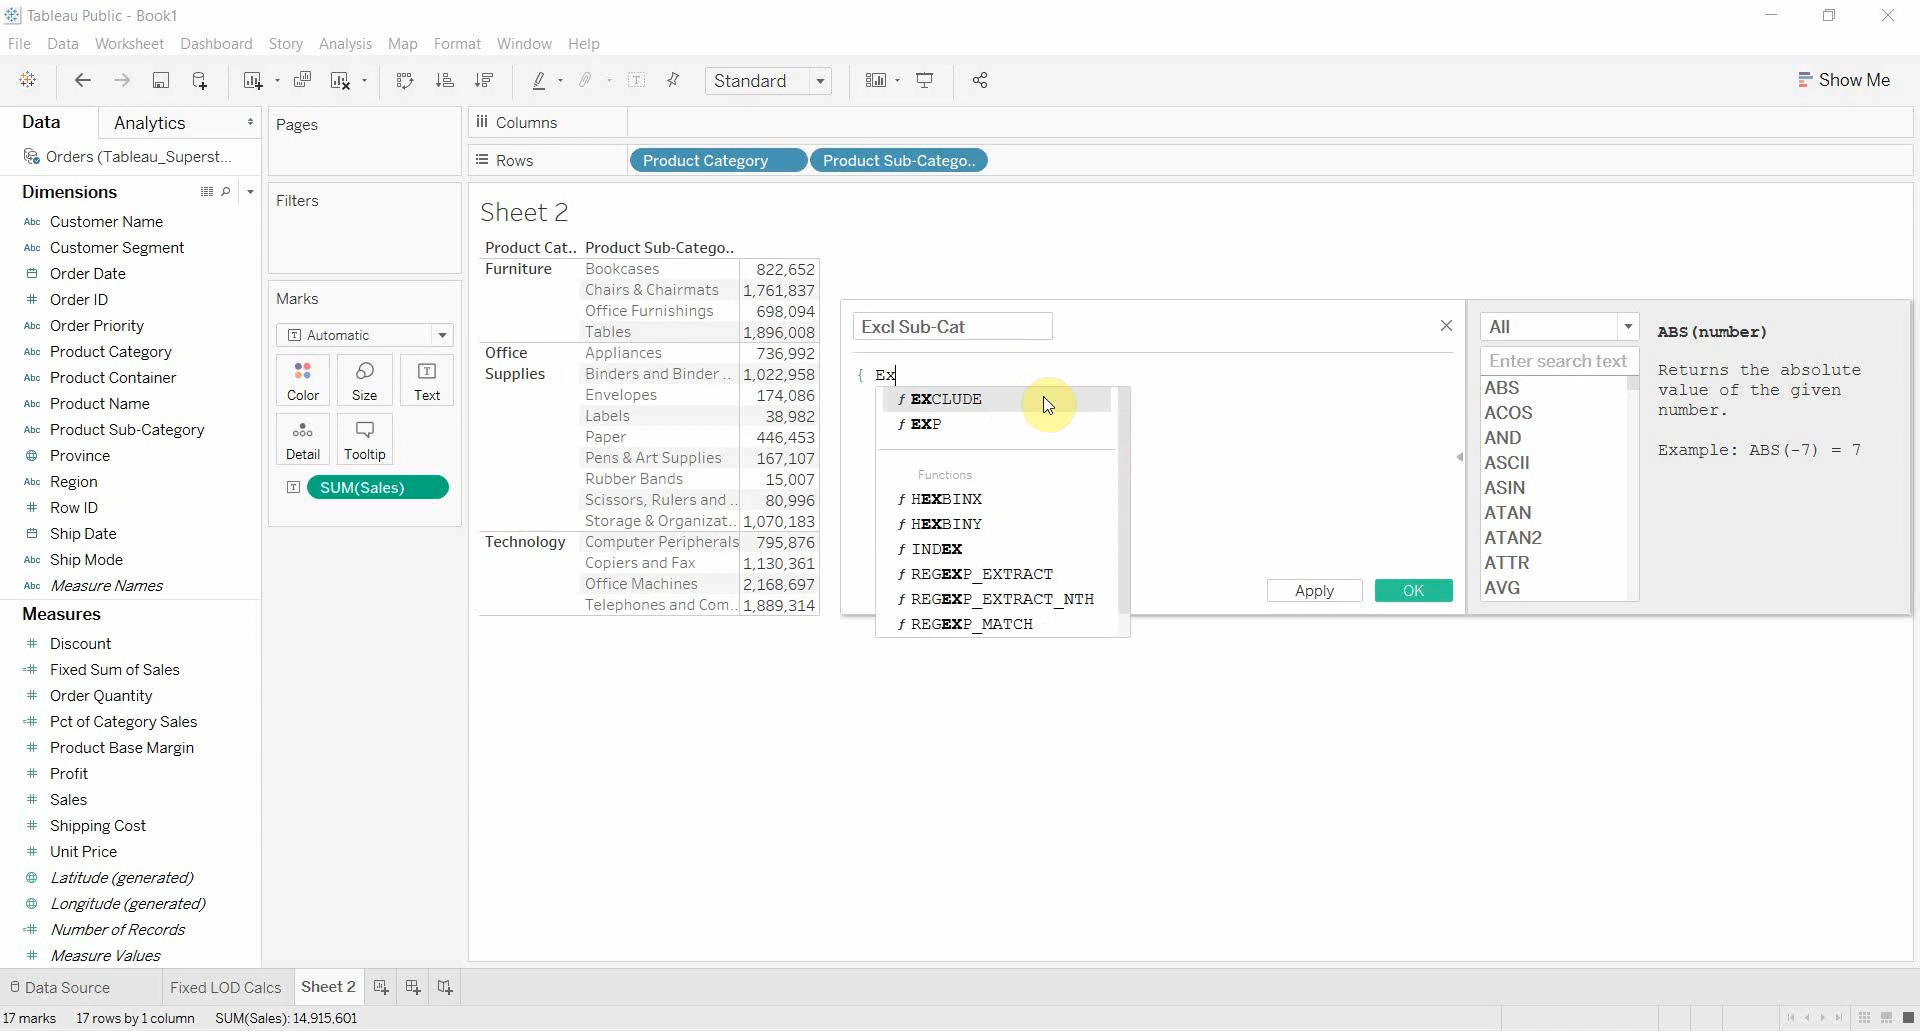 Tableau Public - Book1
File Data Worksheet Dashboard Story Analysis Map Format Window Help
Standard
Show Me
Data
Analytics
Orders (Tableau_Superst...
Dimensions
Abc Customer Name
Abc Customer Segment
Order Date
# Order ID
Abc Order Priority
Abc Product Category
Abc Product Container
Abc Product Name
Abc Product Sub-Category
Province
Abc Region
# Row ID
Ship Date
Abc Ship Mode
Abc Measure Names
Measures
# Discount
=# Fixed Sum of Sales
# Order Quantity
=# Pct of Category Sales
# Product Base Margin
# Profit
# Sales
# Shipping Cost
# Unit Price
Latitude (generated)
Longitude (generated)
=# Number of Records
# Measure Values
Pages
Filters
Marks
T Automatic
Color
Size
T Text
Detail
Tooltip
T SUM(Sales)
Columns
Rows
Product Category
Product Sub-Catego..
Sheet 2
Product Cat.. Product Sub-Catego..
Furniture Bookcases 822,652
Chairs & Chairmats 1,761,837
Office Furnishings 698,094
Tables 1,896,008
Office Appliances 736,992
Supplies Binders and Binder .. 1,022,958
Envelopes 174,086
Labels 38,982
Paper 446,453
Pens & Art Supplies 167,107
Rubber Bands 15,007
Scissors, Rulers and .. 80,996
Storage & Organizat.. 1,070,183
Technology Computer Peripherals 795,876
Copiers and Fax 1,130,361
Office Machines 2,168,697
Telephones and Com.. 1,889,314
Excl Sub-Cat
{ Ex
f EXCLUDE
f EXP
Functions
f HEXBINX
f HEXBINY
f INDEX
f REGEXP_EXTRACT
f REGEXP_EXTRACT_NTH
f REGEXP_MATCH
Apply
OK
All
Enter search text
ABS
ACOS
AND
ASCII
ASIN
ATAN
ATAN2
ATTR
AVG
ABS(number)
Returns the absolute
value of the given
number.
Example: ABS(-7) = 7
Data Source
Fixed LOD Calcs
Sheet 2
17 marks 17 rows by 1 column SUM(Sales): 14,915,601